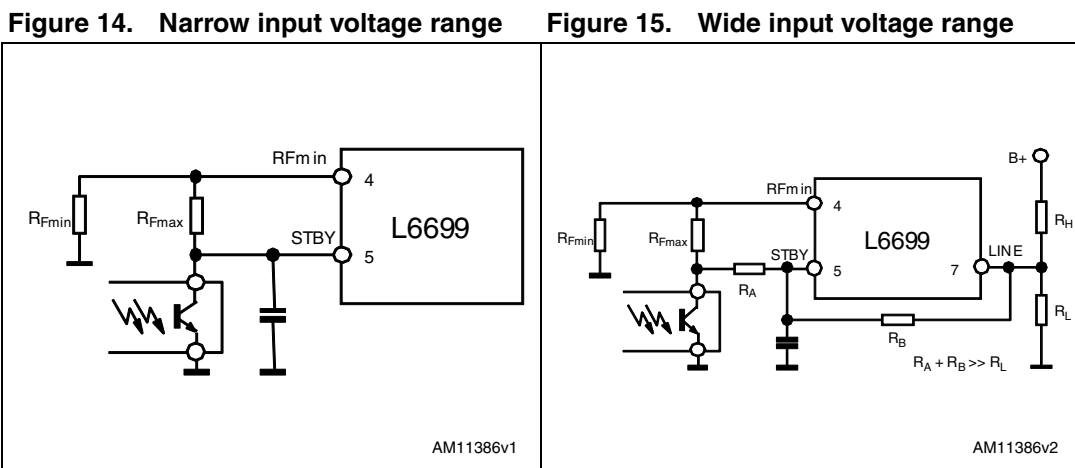 Figure 14. Narrow input voltage range
Figure 15. Wide input voltage range
RFmin
4
RFmin
RFmax
STBY
5
L6699
AM11386v1
B+
RFmin
4
RH
RFmin
RFmax
L6699
STBY
5
7
LINE
RA
RL
RB
RA + RB >> RL
AM11386v2